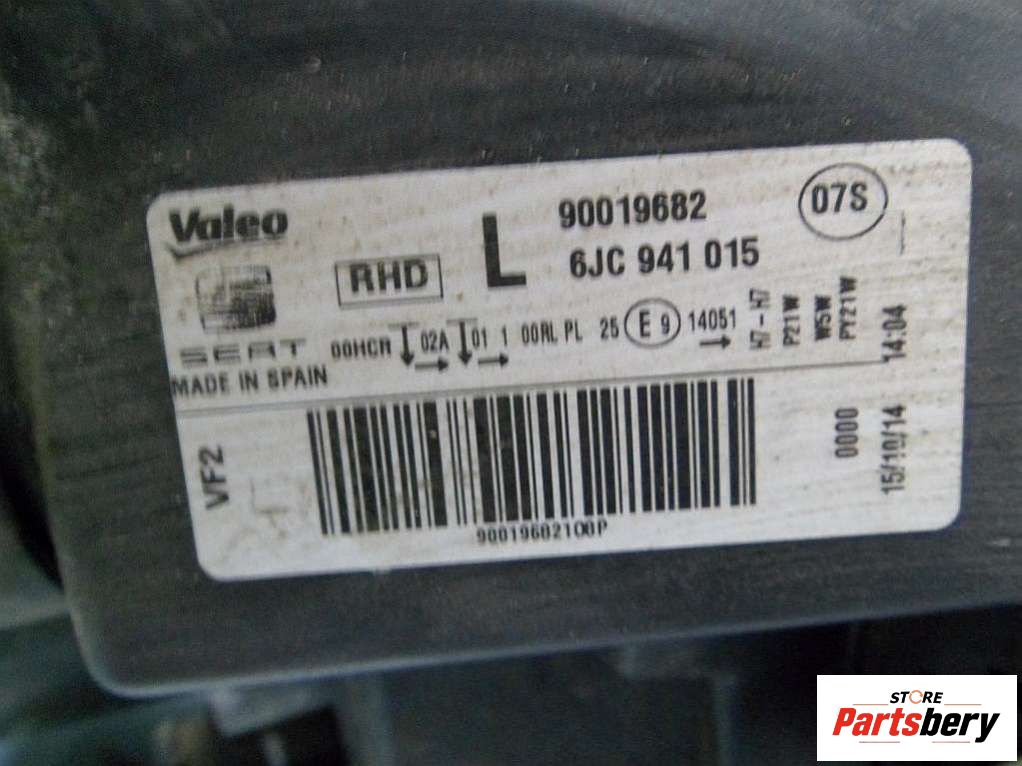 Valeo
SEAT
MADE IN SPAIN
RHD
L
90019682
6JC 941 015
07S
00HCR 02A 01 1 00RL PL 25 E 9 14051
H7 - H7
P21W
W5W
PY21W
14:04
VF2
90019682108P
0000
15/10/14
STORE
Partsbery